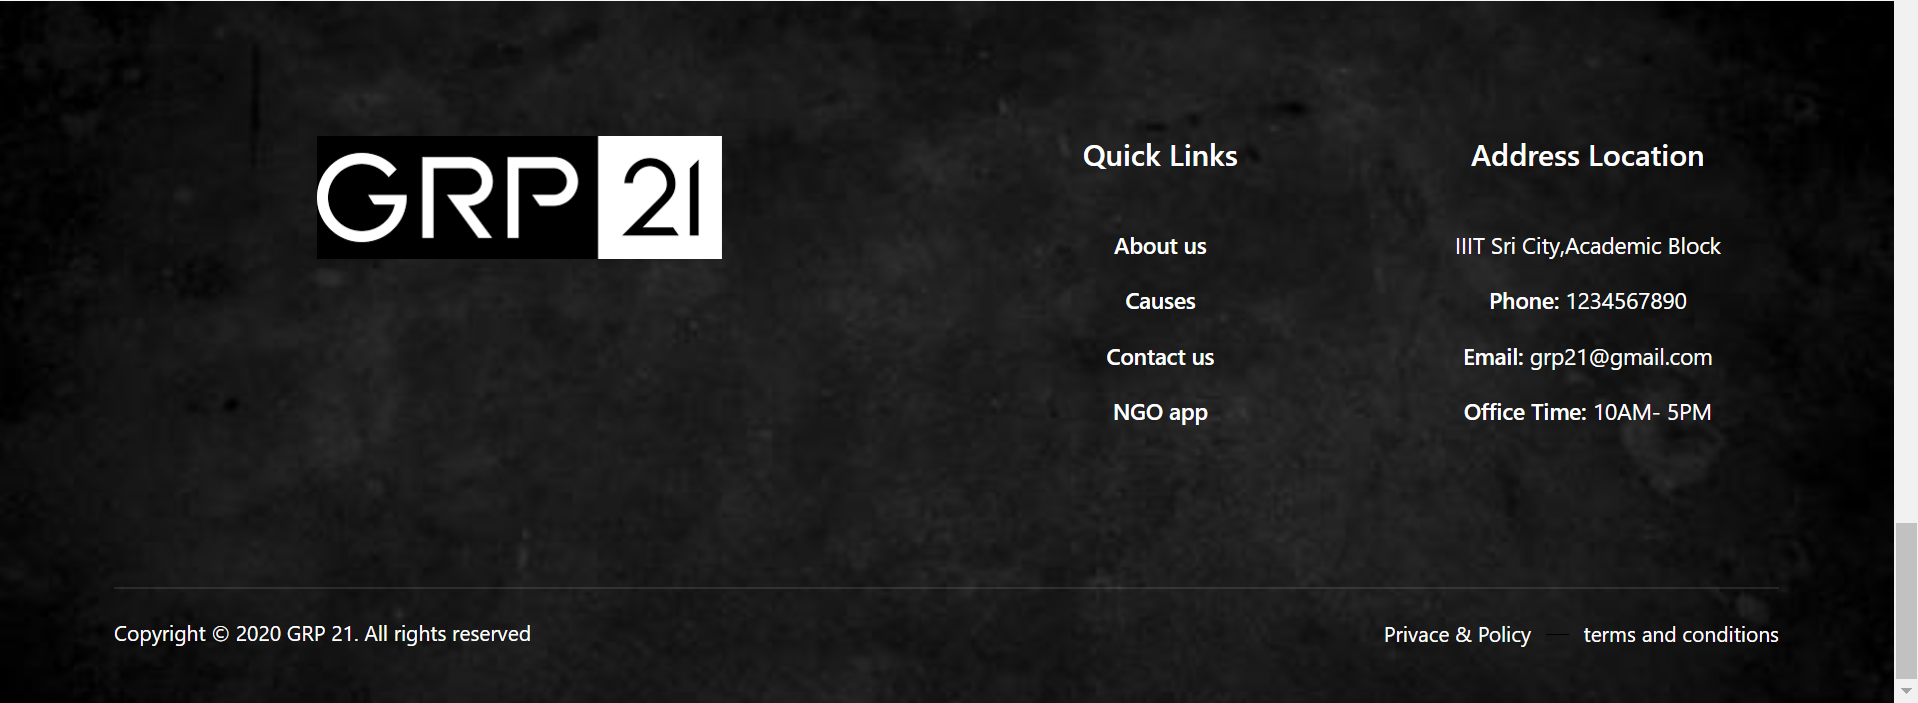 GRP 21
Quick Links
About us
Causes
Contact us
NGO app
Address Location
IIIT Sri City,Academic Block
Phone: 1234567890
Email: grp21@gmail.com
Office Time: 10AM- 5PM
Copyright © 2020 GRP 21. All rights reserved
Privace & Policy — terms and conditions